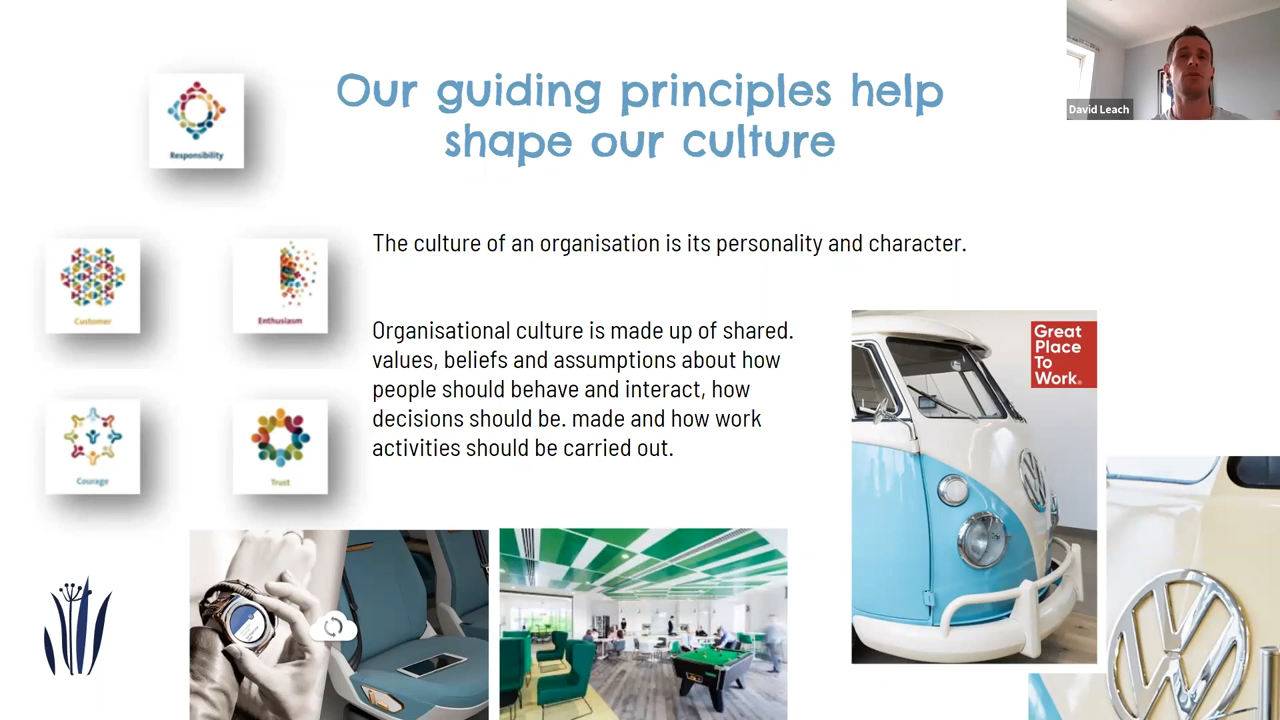 Our guiding principles help
shape our culture
David Leach
Responsibility
The culture of an organisation is its personality and character.
Customer
Enthusiasm
Organisational culture is made up of shared.
values, beliefs and assumptions about how
people should behave and interact, how
decisions should be. made and how work
activities should be carried out.
Great
Place
To
Work.
Courage
Trust